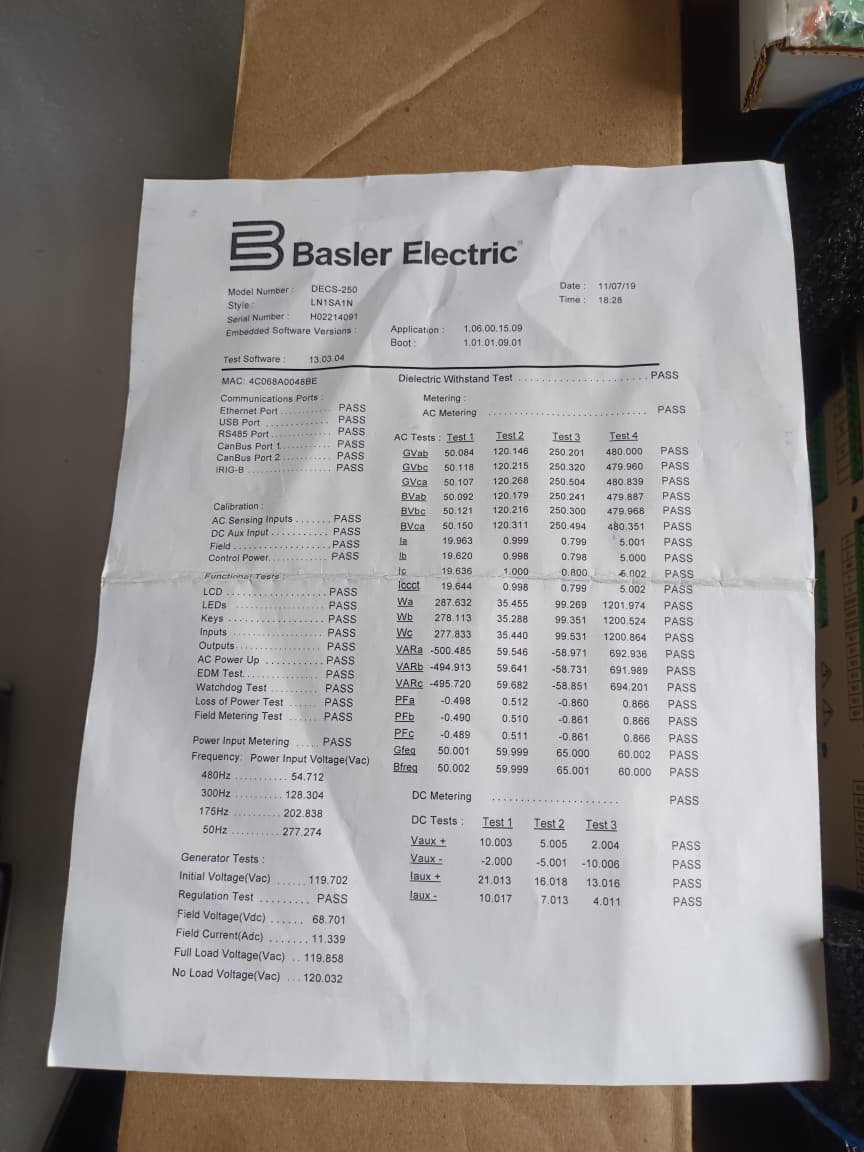 Basler Electric
Model Number : DECS-250
Style : LN1SA1N
Serial Number : H02214091
Embedded Software Versions :
Application : 1.06.00.15.09
Boot : 1.01.01.09.01
Date : 11/07/19
Time : 18:28
Test Software : 13.03.04
MAC: 4C068A0048BE
Communications Ports :
Ethernet Port ........... PASS
USB Port .............. PASS
RS485 Port ............. PASS
CanBus Port 1 ........... PASS
CanBus Port 2 ........... PASS
IRIG-B .................. PASS
Calibration :
AC Sensing Inputs ....... PASS
DC Aux Input ........... PASS
Field .................. PASS
Control Power ........... PASS
Functional Tests :
LCD .................... PASS
LEDs .................. PASS
Keys ................... PASS
Inputs .................. PASS
Outputs ................. PASS
AC Power Up ........... PASS
EDM Test .............. PASS
Watchdog Test ......... PASS
Loss of Power Test ...... PASS
Field Metering Test ...... PASS
Power Input Metering ..... PASS
Frequency: Power Input Voltage(Vac)
480Hz .......... 54.712
300Hz .......... 128.304
175Hz .......... 202.838
50Hz ........... 277.274
Generator Tests :
Initial Voltage(Vac) ...... 119.702
Regulation Test ......... PASS
Field Voltage(Vdc) ...... 68.701
Field Current(Adc) ....... 11.339
Full Load Voltage(Vac) .. 119.858
No Load Voltage(Vac) ... 120.032
Dielectric Withstand Test ...................... PASS
Metering :
AC Metering ............................ PASS
AC Tests : Test 1 Test 2 Test 3 Test 4
GVab 50.084 120.146 250.201 480.000 PASS
GVbc 50.118 120.215 250.320 479.960 PASS
GVca 50.107 120.268 250.504 480.839 PASS
BVab 50.092 120.179 250.241 479.887 PASS
BVbc 50.121 120.216 250.300 479.968 PASS
BVca 50.150 120.311 250.494 480.351 PASS
Ia 19.963 0.999 0.799 5.001 PASS
Ib 19.620 0.998 0.798 5.000 PASS
Ic 19.636 1.000 0.800 5.002 PASS
Iccct 19.644 0.998 0.799 5.002 PASS
Wa 287.632 35.455 99.269 1201.974 PASS
Wb 278.113 35.288 99.351 1200.524 PASS
Wc 277.833 35.440 99.531 1200.864 PASS
VARa -500.485 59.546 -58.971 692.936 PASS
VARb -494.913 59.641 -58.731 691.989 PASS
VARc -495.720 59.682 -58.851 694.201 PASS
PFa -0.498 0.512 -0.860 0.866 PASS
PFb -0.490 0.510 -0.861 0.866 PASS
PFc -0.489 0.511 -0.861 0.866 PASS
Gfeq 50.001 59.999 65.000 60.002 PASS
Bfreq 50.002 59.999 65.001 60.000 PASS
DC Metering ...................... PASS
DC Tests : Test 1 Test 2 Test 3
Vaux + 10.003 5.005 2.004 PASS
Vaux - -2.000 -5.001 -10.006 PASS
Iaux + 21.013 16.018 13.016 PASS
Iaux - 10.017 7.013 4.011 PASS